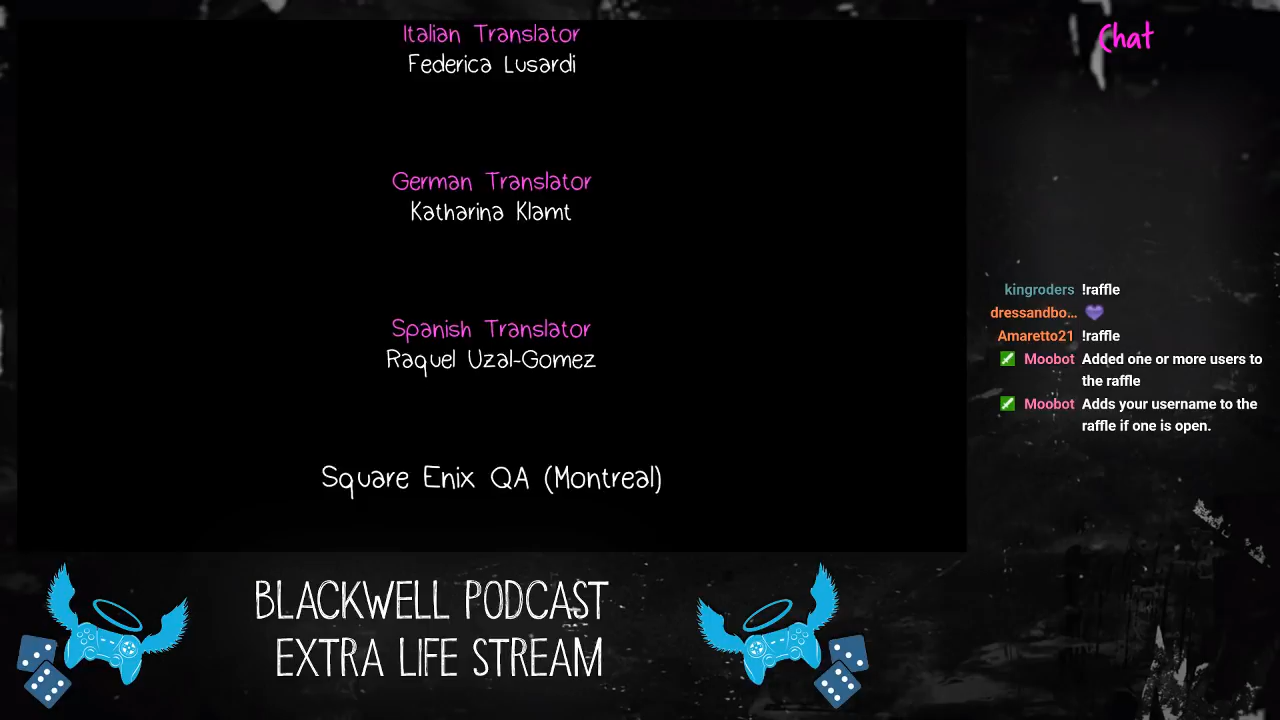 Italian Translator
Federica Lusardi
German Translator
Katharina Klamt
Spanish Translator
Raquel Uzal-Gomez
Square Enix QA (Montreal)
Chat
kingroders !raffle
dressandbo...
Amaretto21 !raffle
Moobot Added one or more users to
the raffle
Moobot Adds your username to the
raffle if one is open.
BLACKWELL PODCAST
EXTRA LIFE STREAM